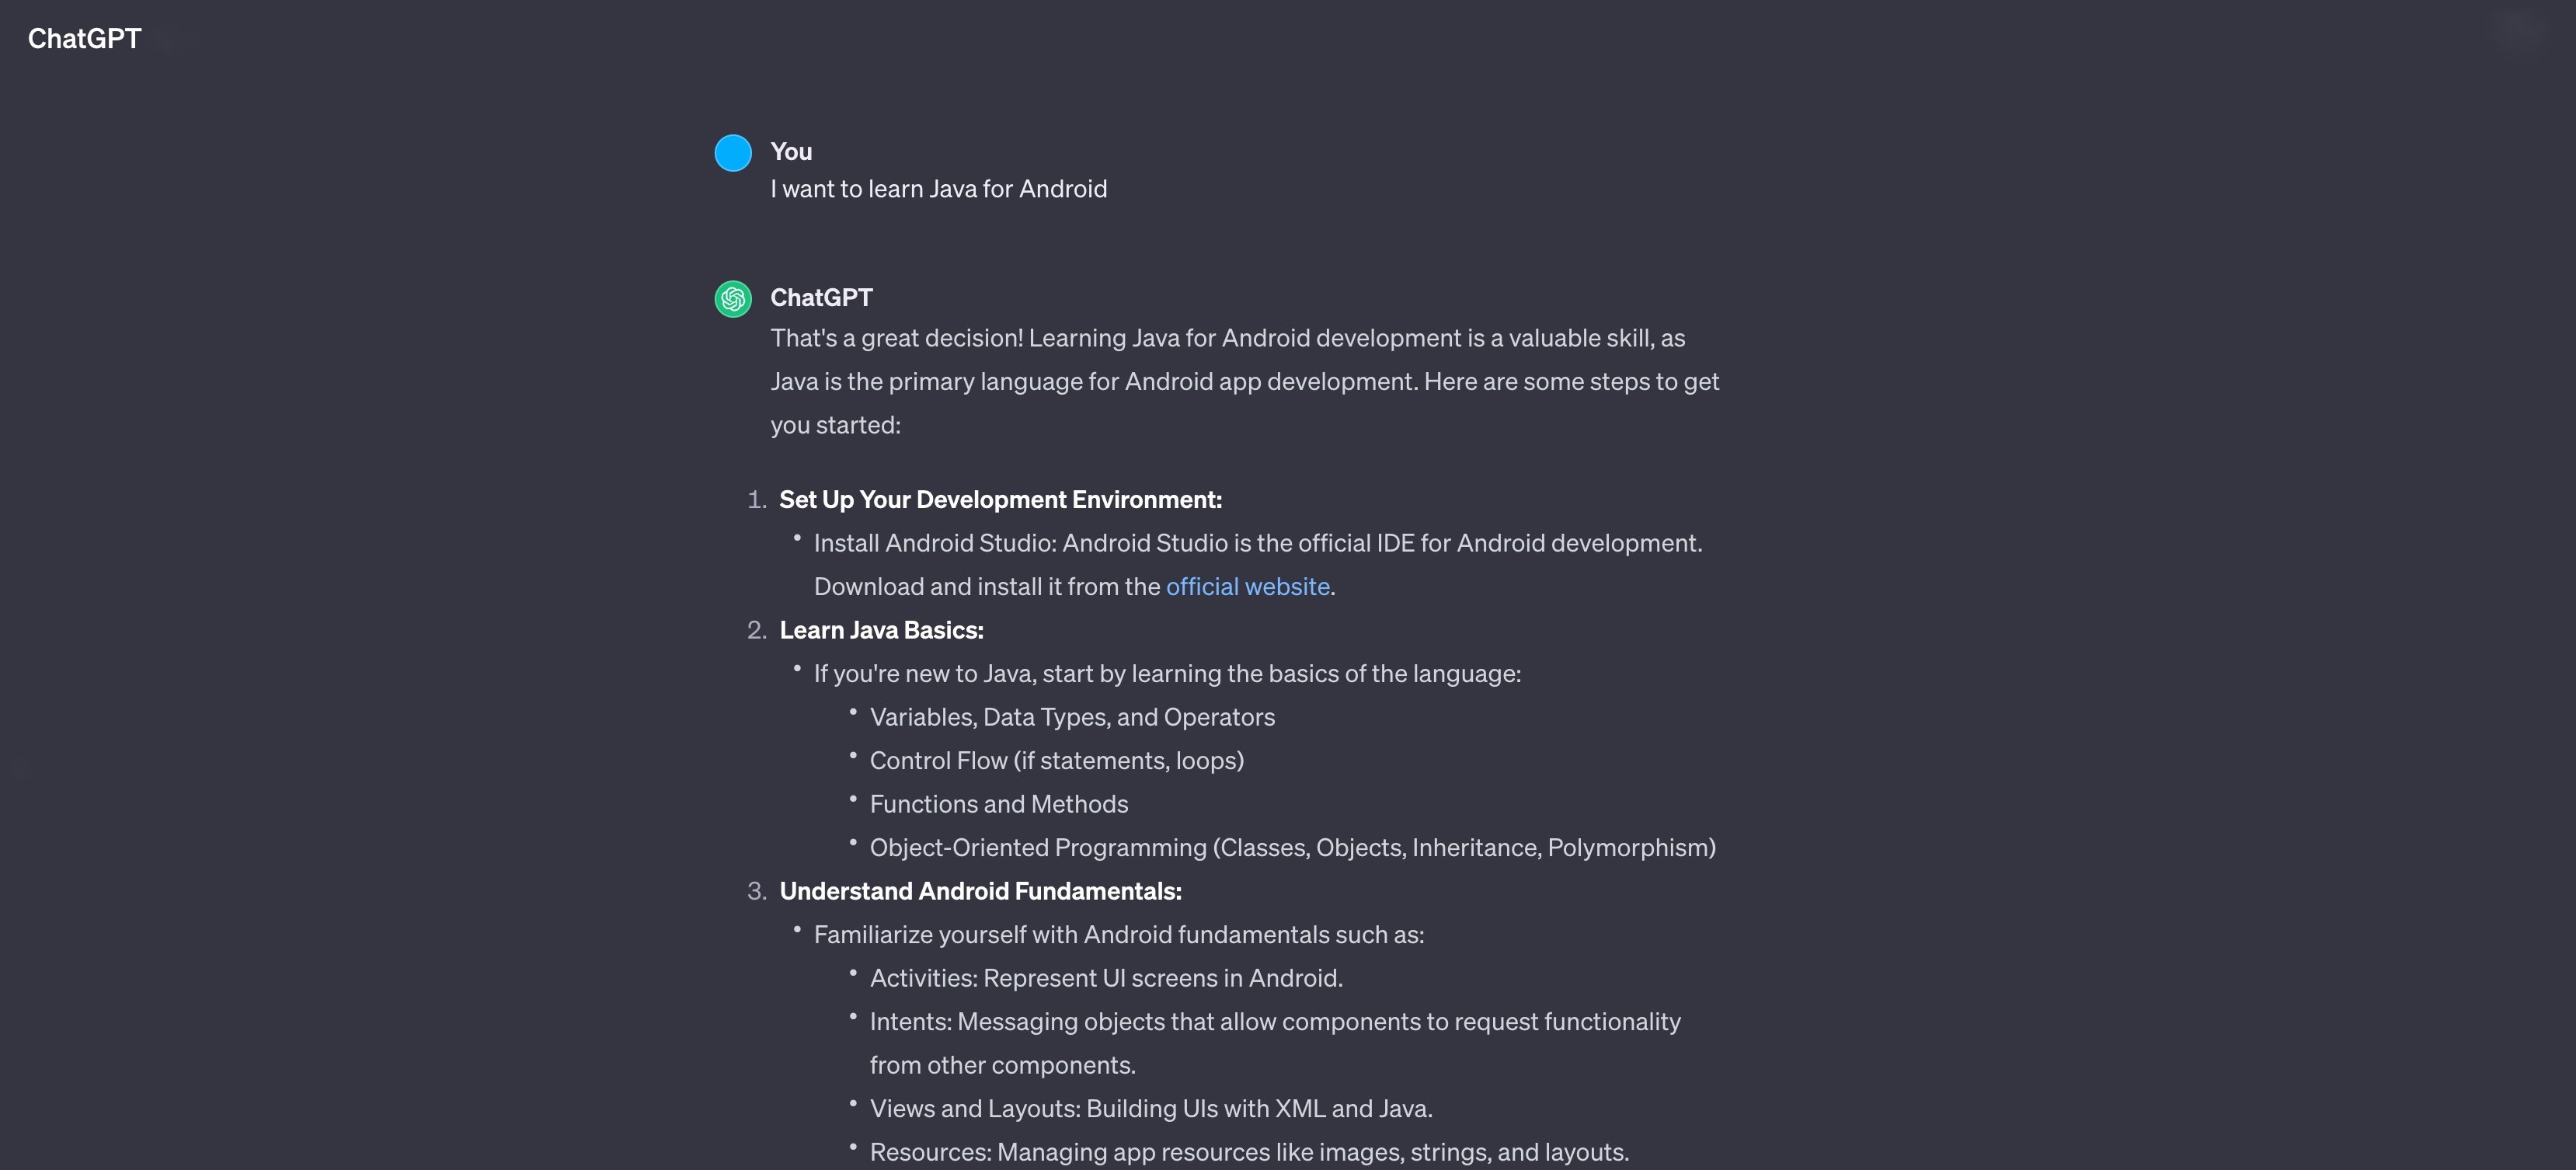 ChatGPT
You
I want to learn Java for Android
ChatGPT
That's a great decision! Learning Java for Android development is a valuable skill, as
Java is the primary language for Android app development. Here are some steps to get
you started:
1. Set Up Your Development Environment:
• Install Android Studio: Android Studio is the official IDE for Android development.
Download and install it from the official website.
2. Learn Java Basics:
• If you're new to Java, start by learning the basics of the language:
• Variables, Data Types, and Operators
• Control Flow (if statements, loops)
• Functions and Methods
• Object-Oriented Programming (Classes, Objects, Inheritance, Polymorphism)
3. Understand Android Fundamentals:
• Familiarize yourself with Android fundamentals such as:
• Activities: Represent UI screens in Android.
• Intents: Messaging objects that allow components to request functionality
from other components.
• Views and Layouts: Building UIs with XML and Java.
• Resources: Managing app resources like images, strings, and layouts.